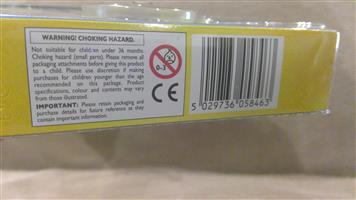 WARNING! CHOKING HAZARD.
Not suitable for children under 36 months
Choking hazard (small parts). Please remove all
packaging attachments before giving this product
to a child. Please use discretion if making
purchases for children younger than the age
recommended for this product. Product
specifications, colour and contents may vary
from those illustrated.
IMPORTANT: Please retain packaging and
purchase details for future reference as they
contain important information.
0-3
CE
5 029736 058463